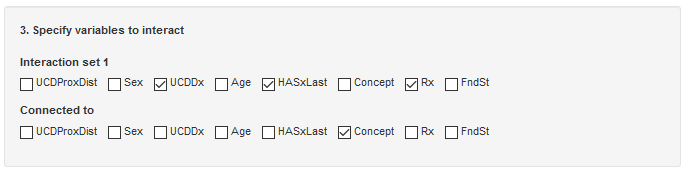 3. Specify variables to interact
Interaction set 1
UCDProxDist Sex UCDDx Age HASxLast Concept Rx FndSt
Connected to
UCDProxDist Sex UCDDx Age HASxLast Concept Rx FndSt